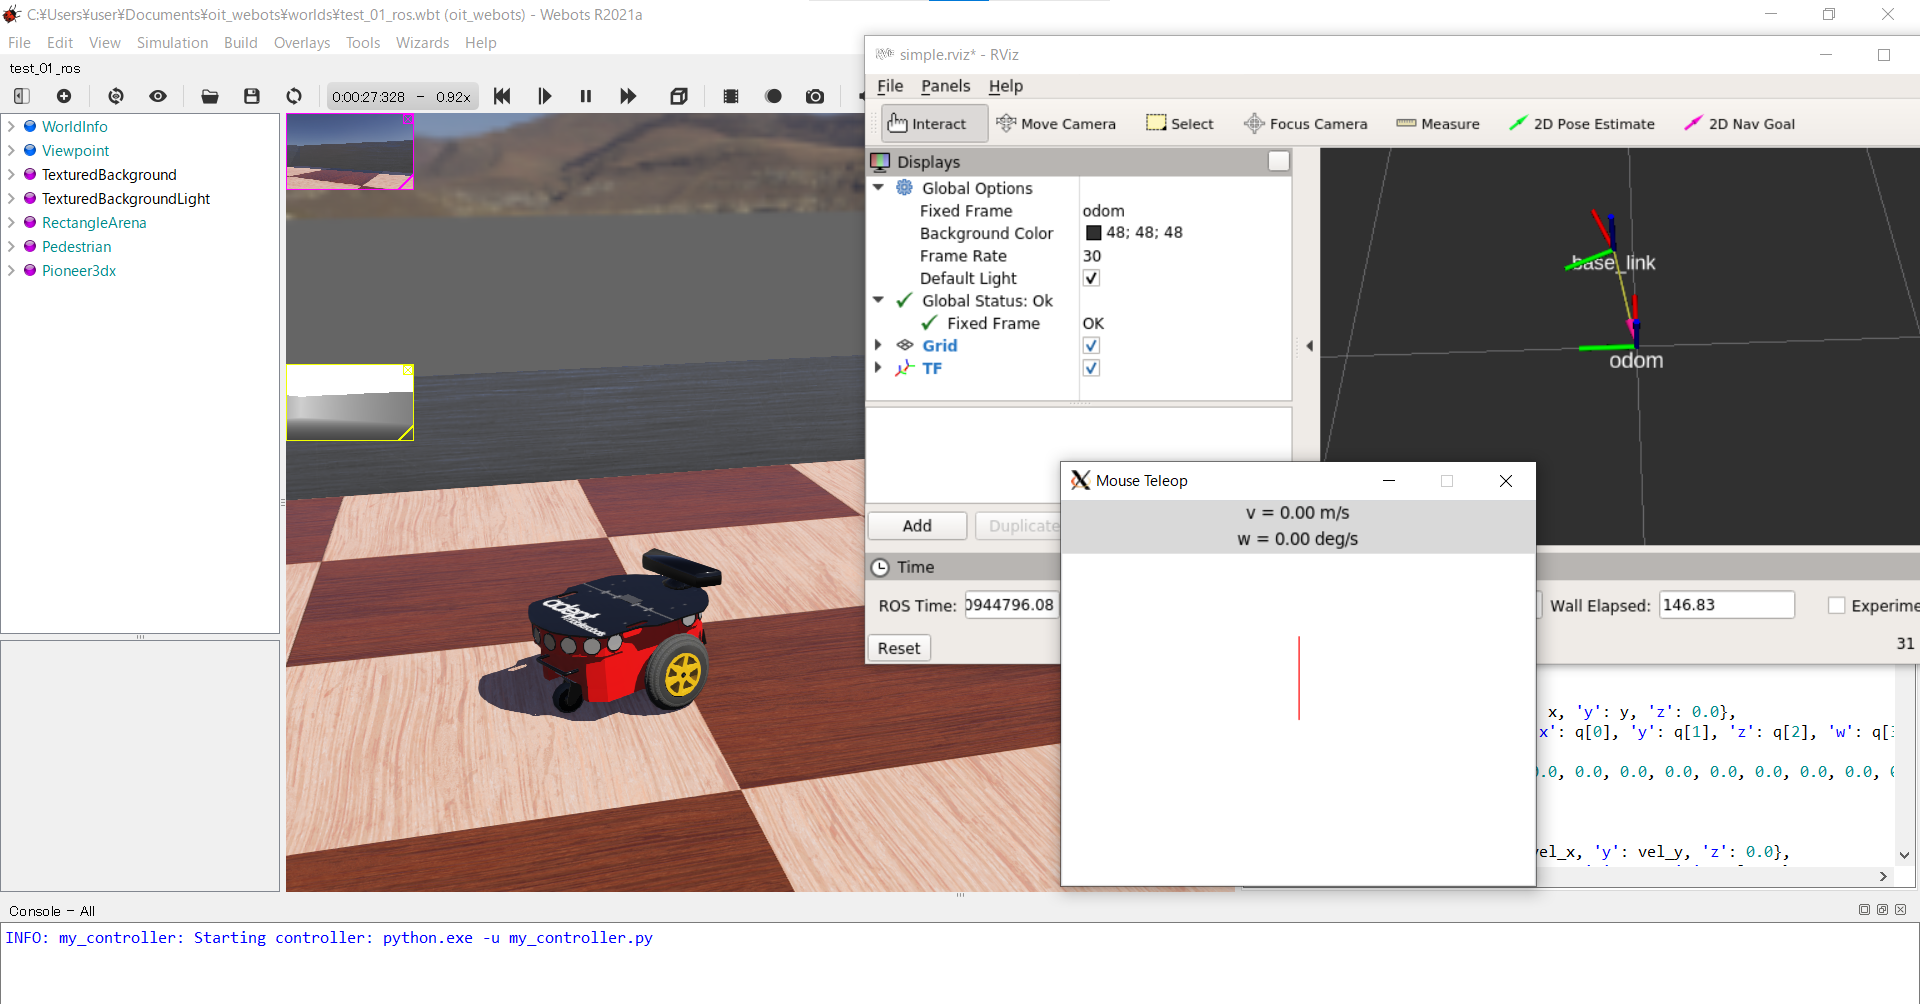 C:¥Users¥user¥Documents¥oit_webots¥worlds¥test_01_ros.wbt (oit_webots) - Webots R2021a
File Edit View Simulation Build Overlays Tools Wizards Help
test_01_ros
0:00:27:328 - 0.92x
WorldInfo
Viewpoint
TexturedBackground
TexturedBackgroundLight
RectangleArena
Pedestrian
Pioneer3dx
adept
simple.rviz* - RViz
File Panels Help
Interact Move Camera Select Focus Camera Measure 2D Pose Estimate 2D Nav Goal
Displays
Global Options
Fixed Frame odom
Background Color 48; 48; 48
Frame Rate 30
Default Light
Global Status: Ok
Fixed Frame OK
Grid
TF
base_link
odom
Add Duplicate
Time
ROS Time: 0944796.08
Wall Elapsed: 146.83 Experime
Reset
31
Mouse Teleop
v = 0.00 m/s
w = 0.00 deg/s
x, 'y': y, 'z': 0.0},
x': q[0], 'y': q[1], 'z': q[2], 'w': q[3
0.0, 0.0, 0.0, 0.0, 0.0, 0.0, 0.0, 0.0,
vel_x, 'y': vel_y, 'z': 0.0},
Console - All
INFO: my_controller: Starting controller: python.exe -u my_controller.py